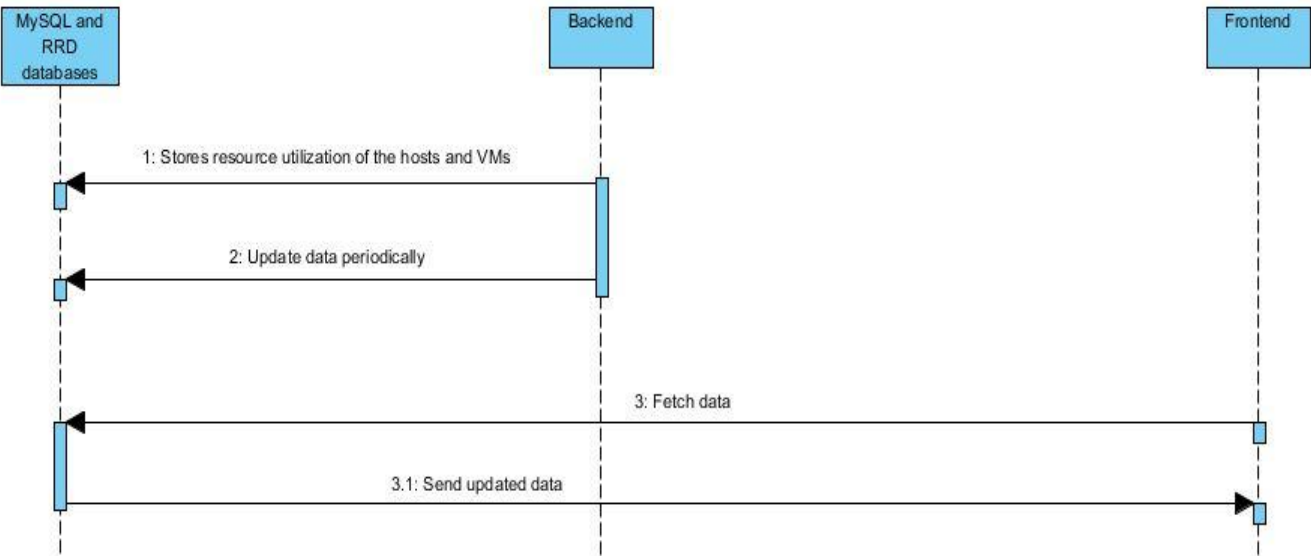 MySQL and
RRD
databases
Backend
Frontend
1: Stores resource utilization of the hosts and VMs
2: Update data periodically
3: Fetch data
3.1: Send updated data